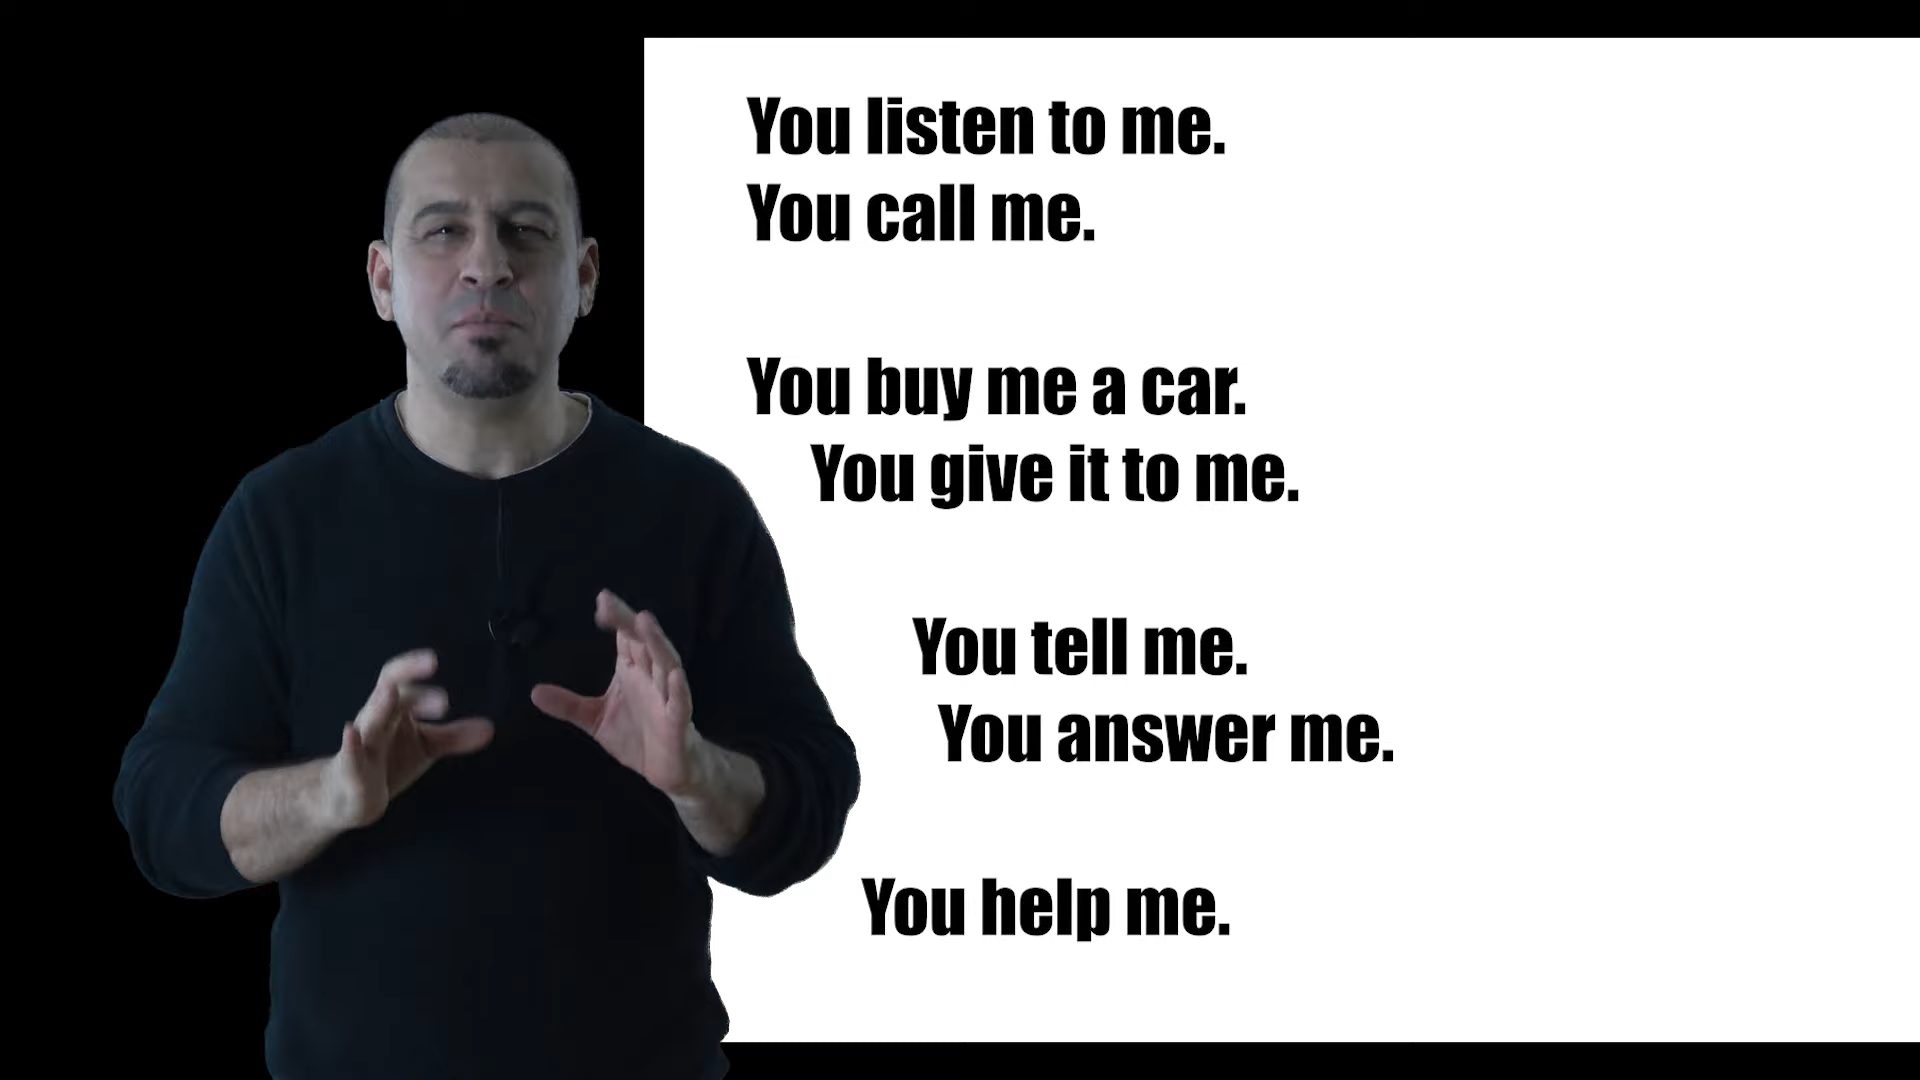 You listen to me.
You call me.
You buy me a car.
You give it to me.
You tell me.
You answer me.
You help me.